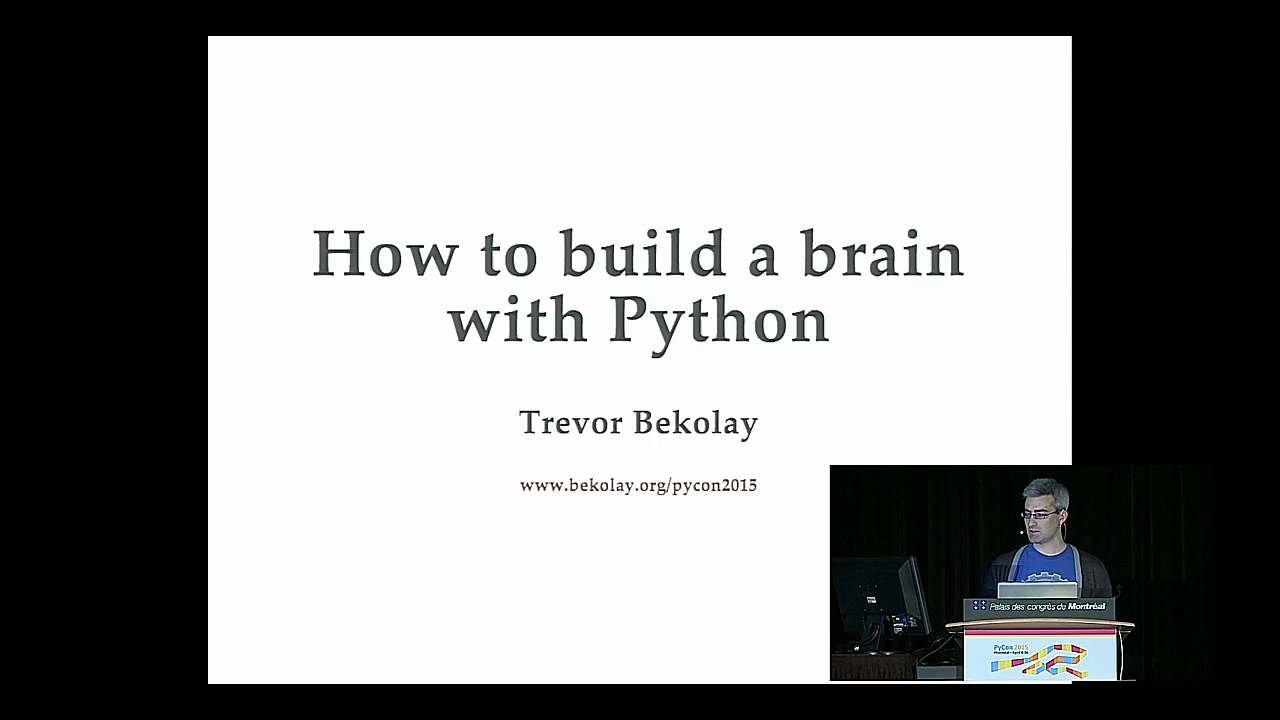 How to build a brain
with Python
Trevor Bekolay
www.bekolay.org/pycon2015
Palais des congrès de Montréal
PyCon 2015